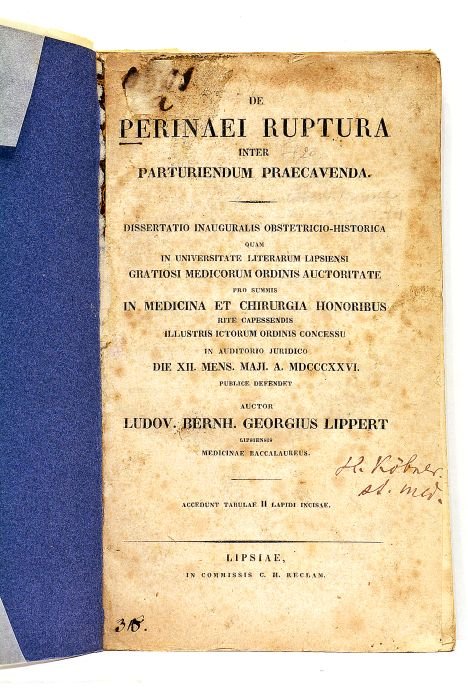 DE
PERINAEI RUPTURA
INTER
PARTURIENDUM PRAECAVENDA.
DISSERTATIO INAUGURALIS OBSTETRICIO-HISTORICA
QUAM
IN UNIVERSITATE LITERARUM LIPSIENSI
GRATIOSI MEDICORUM ORDINIS AUCTORITATE
PRO SUMMIS
IN MEDICINA ET CHIRURGIA HONORIBUS
RITE CAPESSENDIS
ILLUSTRIS ICTORUM ORDINIS CONCESSU
IN AUDITORIO JURIDICO
DIE XII. MENS. MAJI. A. MDCCCXXVI.
PUBLICE DEFENDET
AUCTOR
LUDOV. BERNH. GEORGIUS LIPPERT
LIPSIENSIS
MEDICINAE BACCALAUREUS.
H. Köbner
st. med.
ACCEDUNT TABULAE II LAPIDI INCISAE.
LIPSIAE,
IN COMMISSIS C. H. RECLAM.
318.